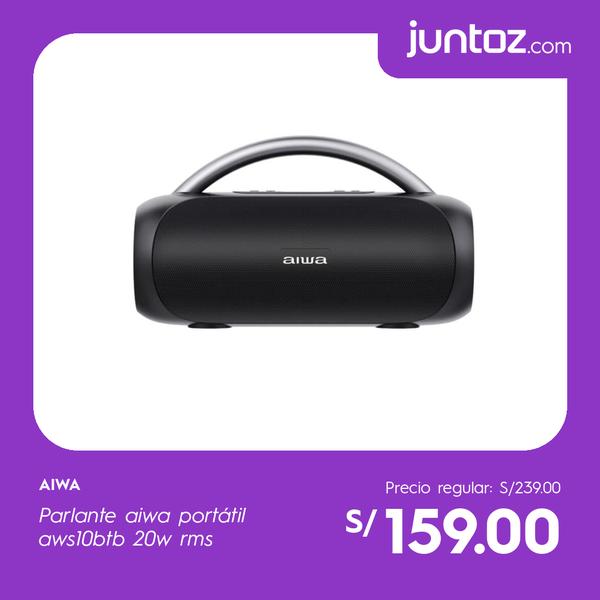 juntoz.com
aiwa
AIWA
Parlante aiwa portátil
aws10btb 20w rms
Precio regular: S/239.00
S/159.00